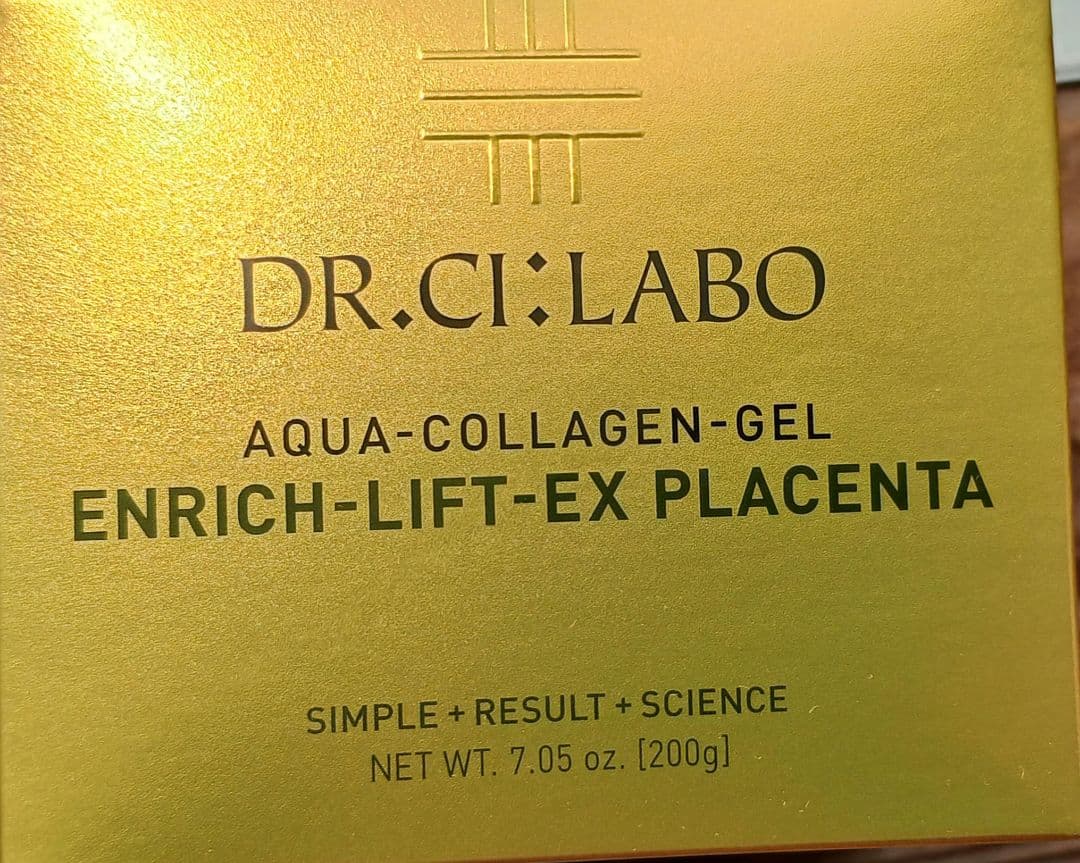 DR.CI:LABO
AQUA-COLLAGEN-GEL
ENRICH-LIFT-EX PLACENTA
SIMPLE + RESULT + SCIENCE
NET WT. 7.05 oz. [200g]